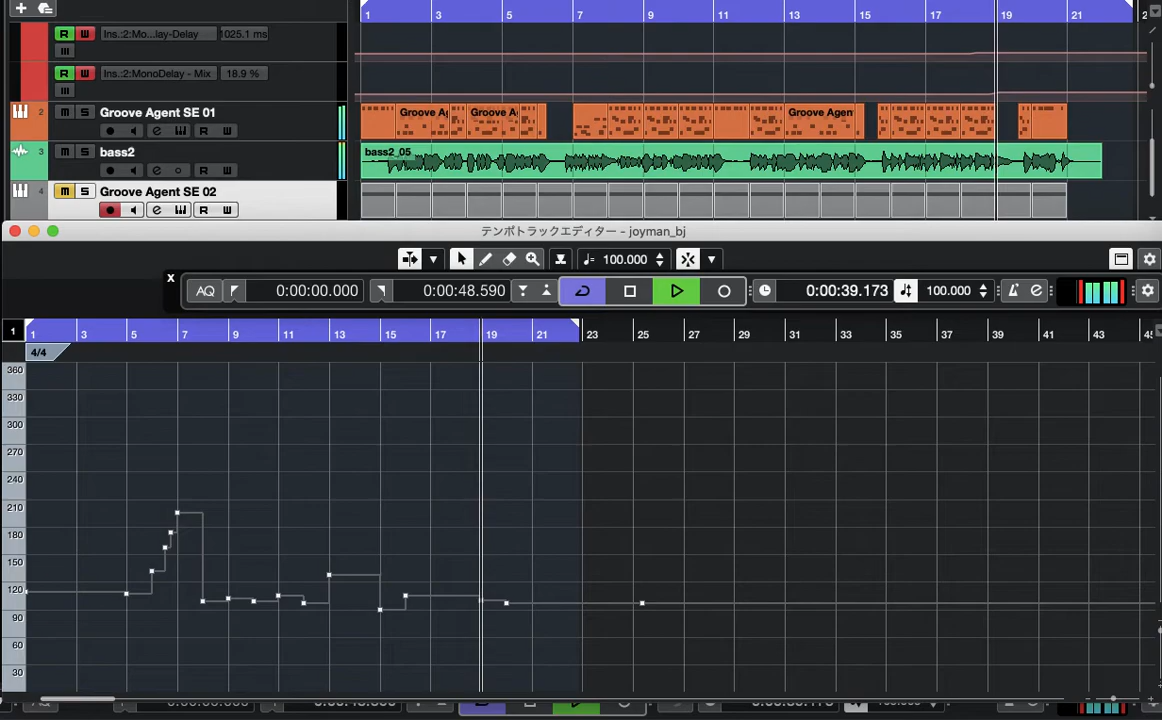 1 3 5 7 9 11 13 15 17 19 21 2
R W Ins.:2:Mo...lay-Delay 1025.1 ms
R W Ins.:2:MonoDelay - Mix 18.9 %
2 M S Groove Agent SE 01
R W
Groove A Groove A Groove Agen
3 M S bass2
R W
bass2_05
4 M S Groove Agent SE 02
R W
テンポトラックエディター - joyman_bj
100.000
x AQ 0:00:00.000 0:00:48.590 0:00:39.173 100.000
1 1 3 5 7 9 11 13 15 17 19 21 23 25 27 29 31 33 35 37 39 41 43 45
4/4
360
330
300
270
240
210
180
150
120
90
60
30